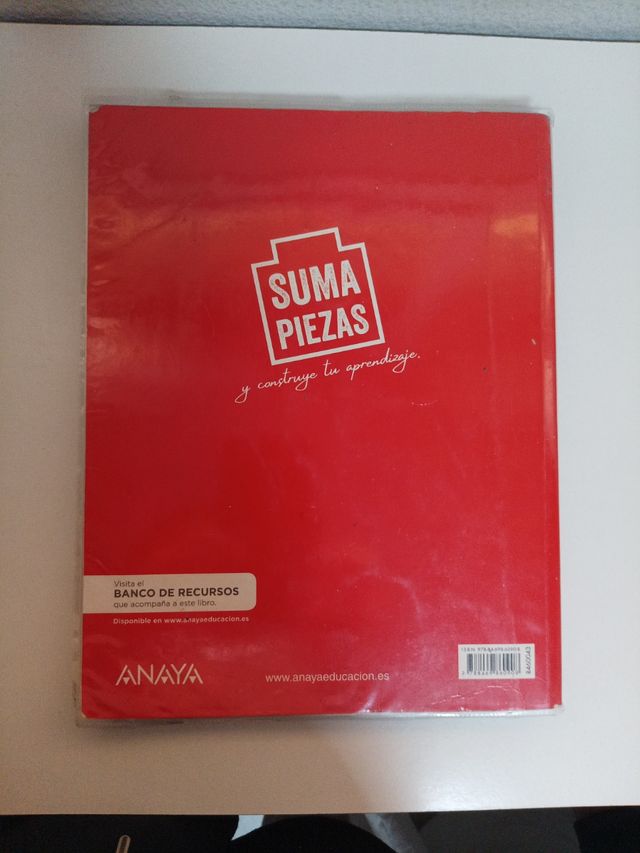 SUMA
PIEZAS
y construye tu aprendizaje.
Visita el
BANCO DE RECURSOS
que acompaña a este libro.
Disponible en www.anayaeducacion.es
ANAYA
www.anayaeducacion.es
8460043